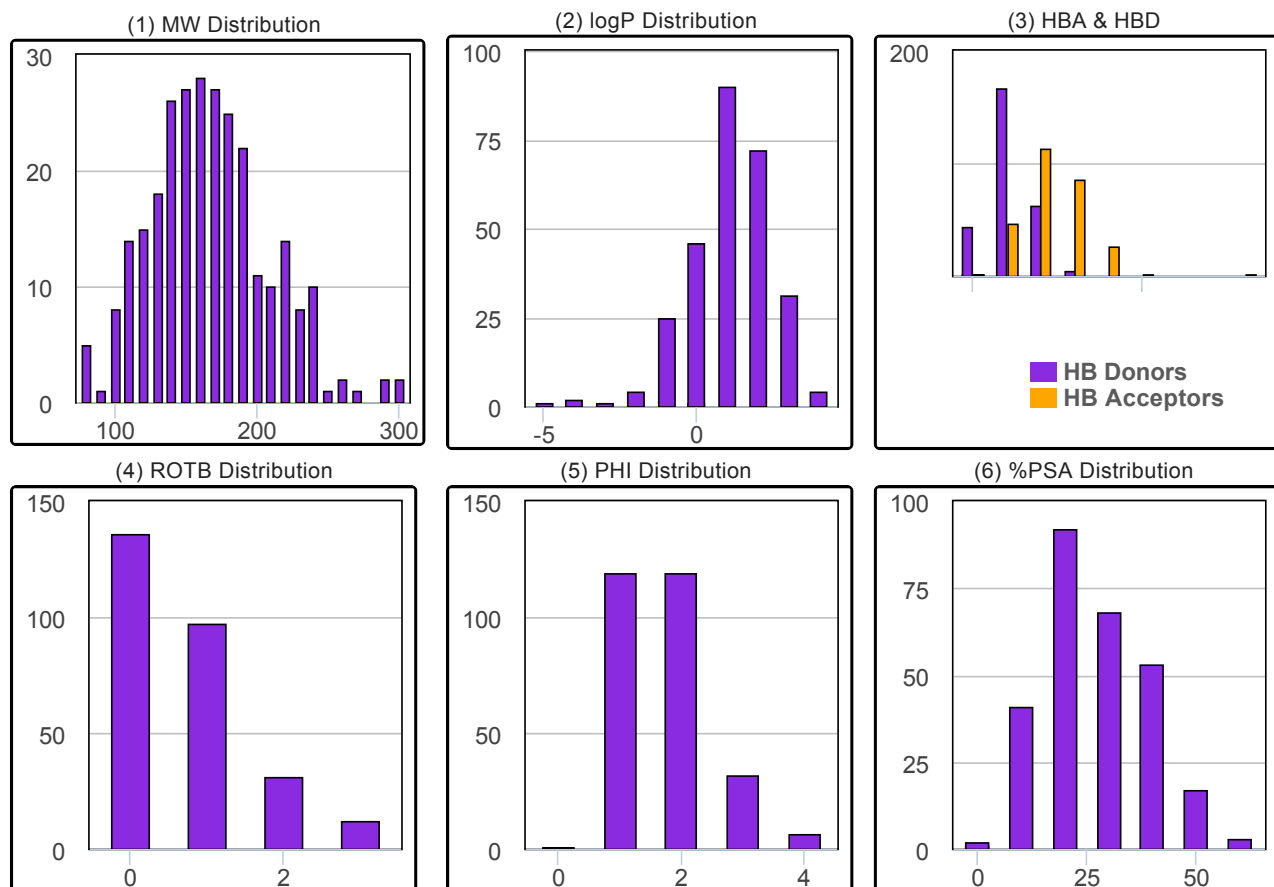 (1) MW Distribution
30
20
10
0
100 200 300
(2) logP Distribution
100
75
50
25
0
-5 0
(3) HBA & HBD
200
HB Donors
HB Acceptors
(4) ROTB Distribution
150
100
50
0
0 2
(5) PHI Distribution
150
100
50
0
0 2 4
(6) %PSA Distribution
100
75
50
25
0
0 25 50